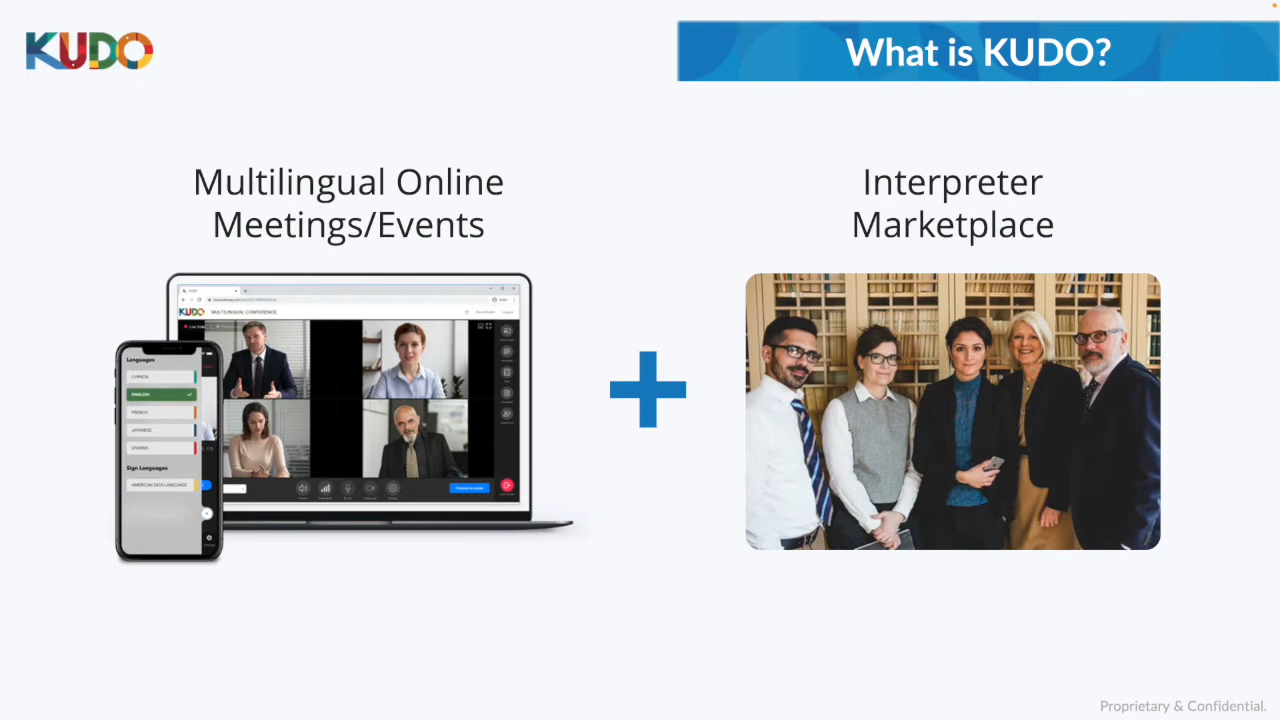 KUDO
What is KUDO?
Multilingual Online
Meetings/Events
Interpreter
Marketplace
KUDO
MULTILINGUAL CONFERENCE
Languages
CHINESE
ENGLISH
FRENCH
JAPANESE
SPANISH
Sign Languages
AMERICAN SIGN LANGUAGE
Proprietary & Confidential.